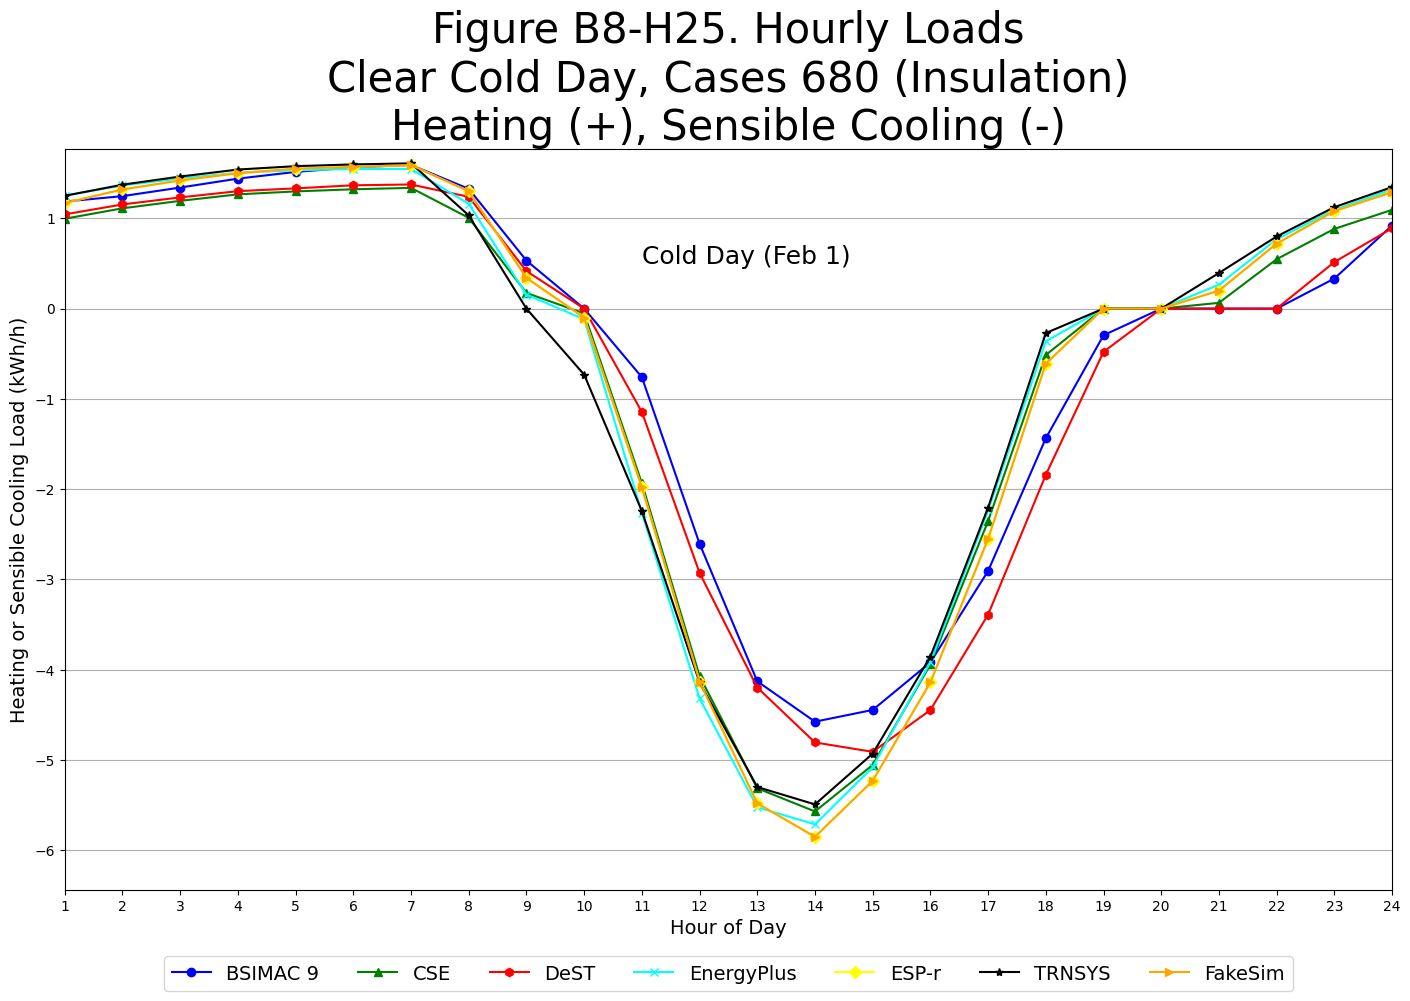 Figure B8-H25. Hourly Loads
Clear Cold Day, Cases 680 (Insulation)
Heating (+), Sensible Cooling (-)
Heating or Sensible Cooling Load (kWh/h)
1
0
−1
−2
−3
−4
−5
−6
Cold Day (Feb 1)
1 2 3 4 5 6 7 8 9 10 11 12 13 14 15 16 17 18 19 20 21 22 23 24
Hour of Day
BSIMAC 9 CSE DeST EnergyPlus ESP-r TRNSYS FakeSim